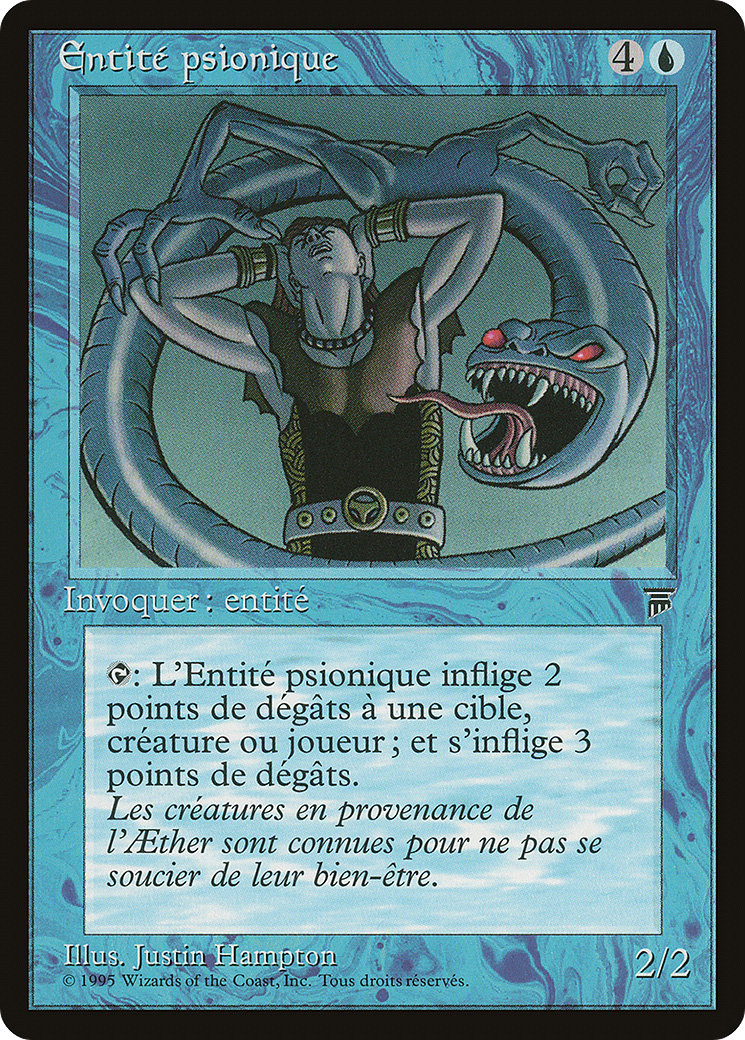 Entité psionique 4
Invoquer : entité
: L'Entité psionique inflige 2
points de dégâts à une cible,
créature ou joueur ; et s'inflige 3
points de dégâts.
Les créatures en provenance de
l'Æther sont connues pour ne pas se
soucier de leur bien-être.
Illus. Justin Hampton
2/2
© 1995 Wizards of the Coast, Inc. Tous droits réservés.